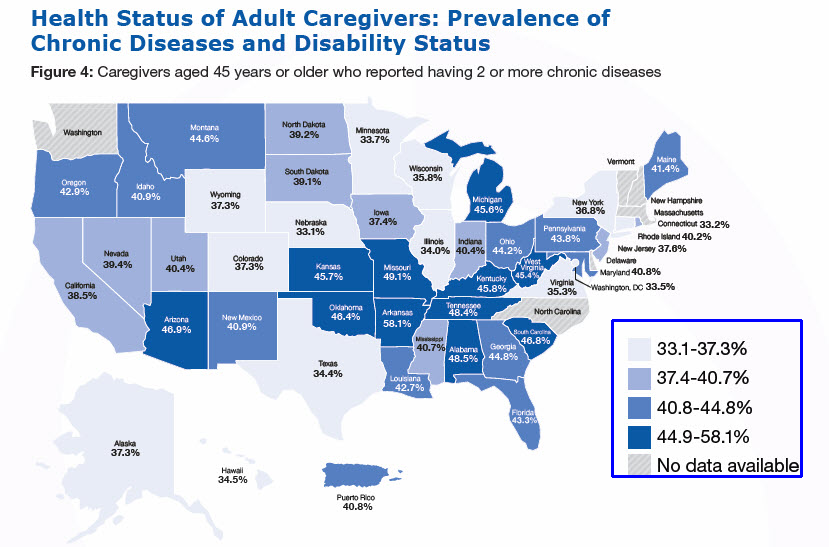 Health Status of Adult Caregivers: Prevalence of
Chronic Diseases and Disability Status
Figure 4: Caregivers aged 45 years or older who reported having 2 or more chronic diseases
Washington
Montana
44.6%
North Dakota
39.2%
Minnesota
33.7%
Oregon
42.9%
Idaho
40.9%
Wyoming
37.3%
South Dakota
39.1%
Wisconsin
35.8%
Michigan
45.6%
Vermont
Maine
41.4%
New York
36.8%
New Hampshire
Massachusetts
Connecticut 33.2%
Rhode Island 40.2%
New Jersey 37.6%
Delaware
Maryland 40.8%
Washington, DC 33.5%
Nevada
39.4%
Utah
40.4%
Colorado
37.3%
Nebraska
33.1%
Iowa
37.4%
Illinois
34.0%
Indiana
40.4%
Ohio
44.2%
Pennsylvania
43.8%
California
38.5%
Kansas
45.7%
Missouri
49.1%
Kentucky
45.8%
West
Virginia
45.4%
Virginia
35.3%
Arizona
46.9%
New Mexico
40.9%
Oklahoma
46.4%
Arkansas
58.1%
Tennessee
48.4%
North Carolina
South Carolina
46.8%
Texas
34.4%
Louisiana
42.7%
Mississippi
40.7%
Alabama
48.5%
Georgia
44.8%
Florida
43.3%
Alaska
37.3%
Hawaii
34.5%
Puerto Rico
40.8%
33.1-37.3%
37.4-40.7%
40.8-44.8%
44.9-58.1%
No data available